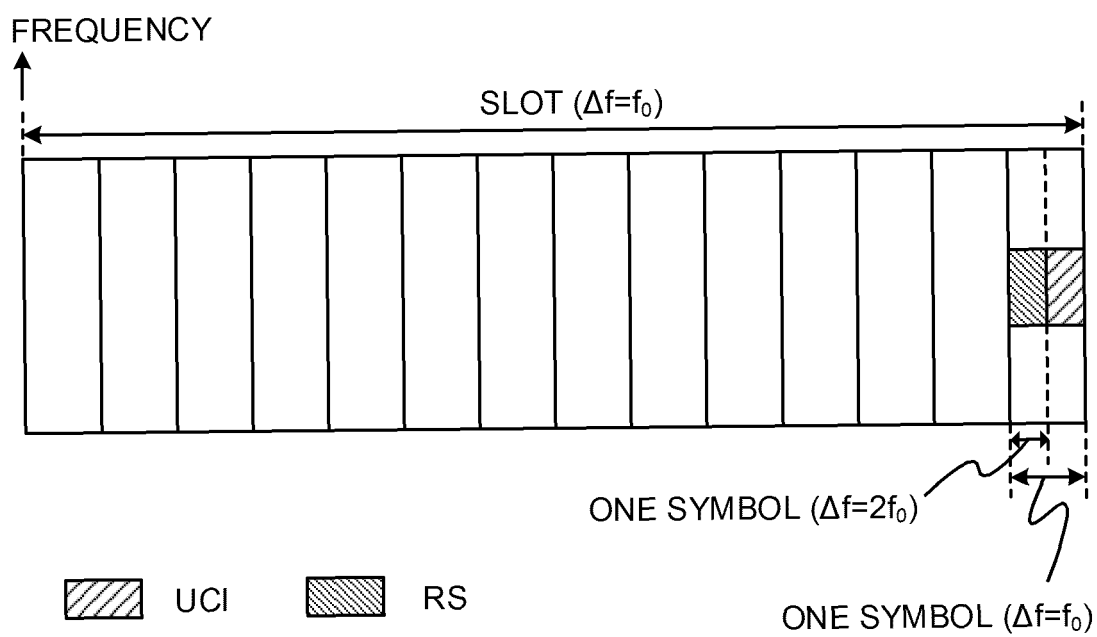 FREQUENCY
SLOT (Δf=f₀)
ONE SYMBOL (Δf=2f₀)
UCI
RS
ONE SYMBOL (Δf=f₀)